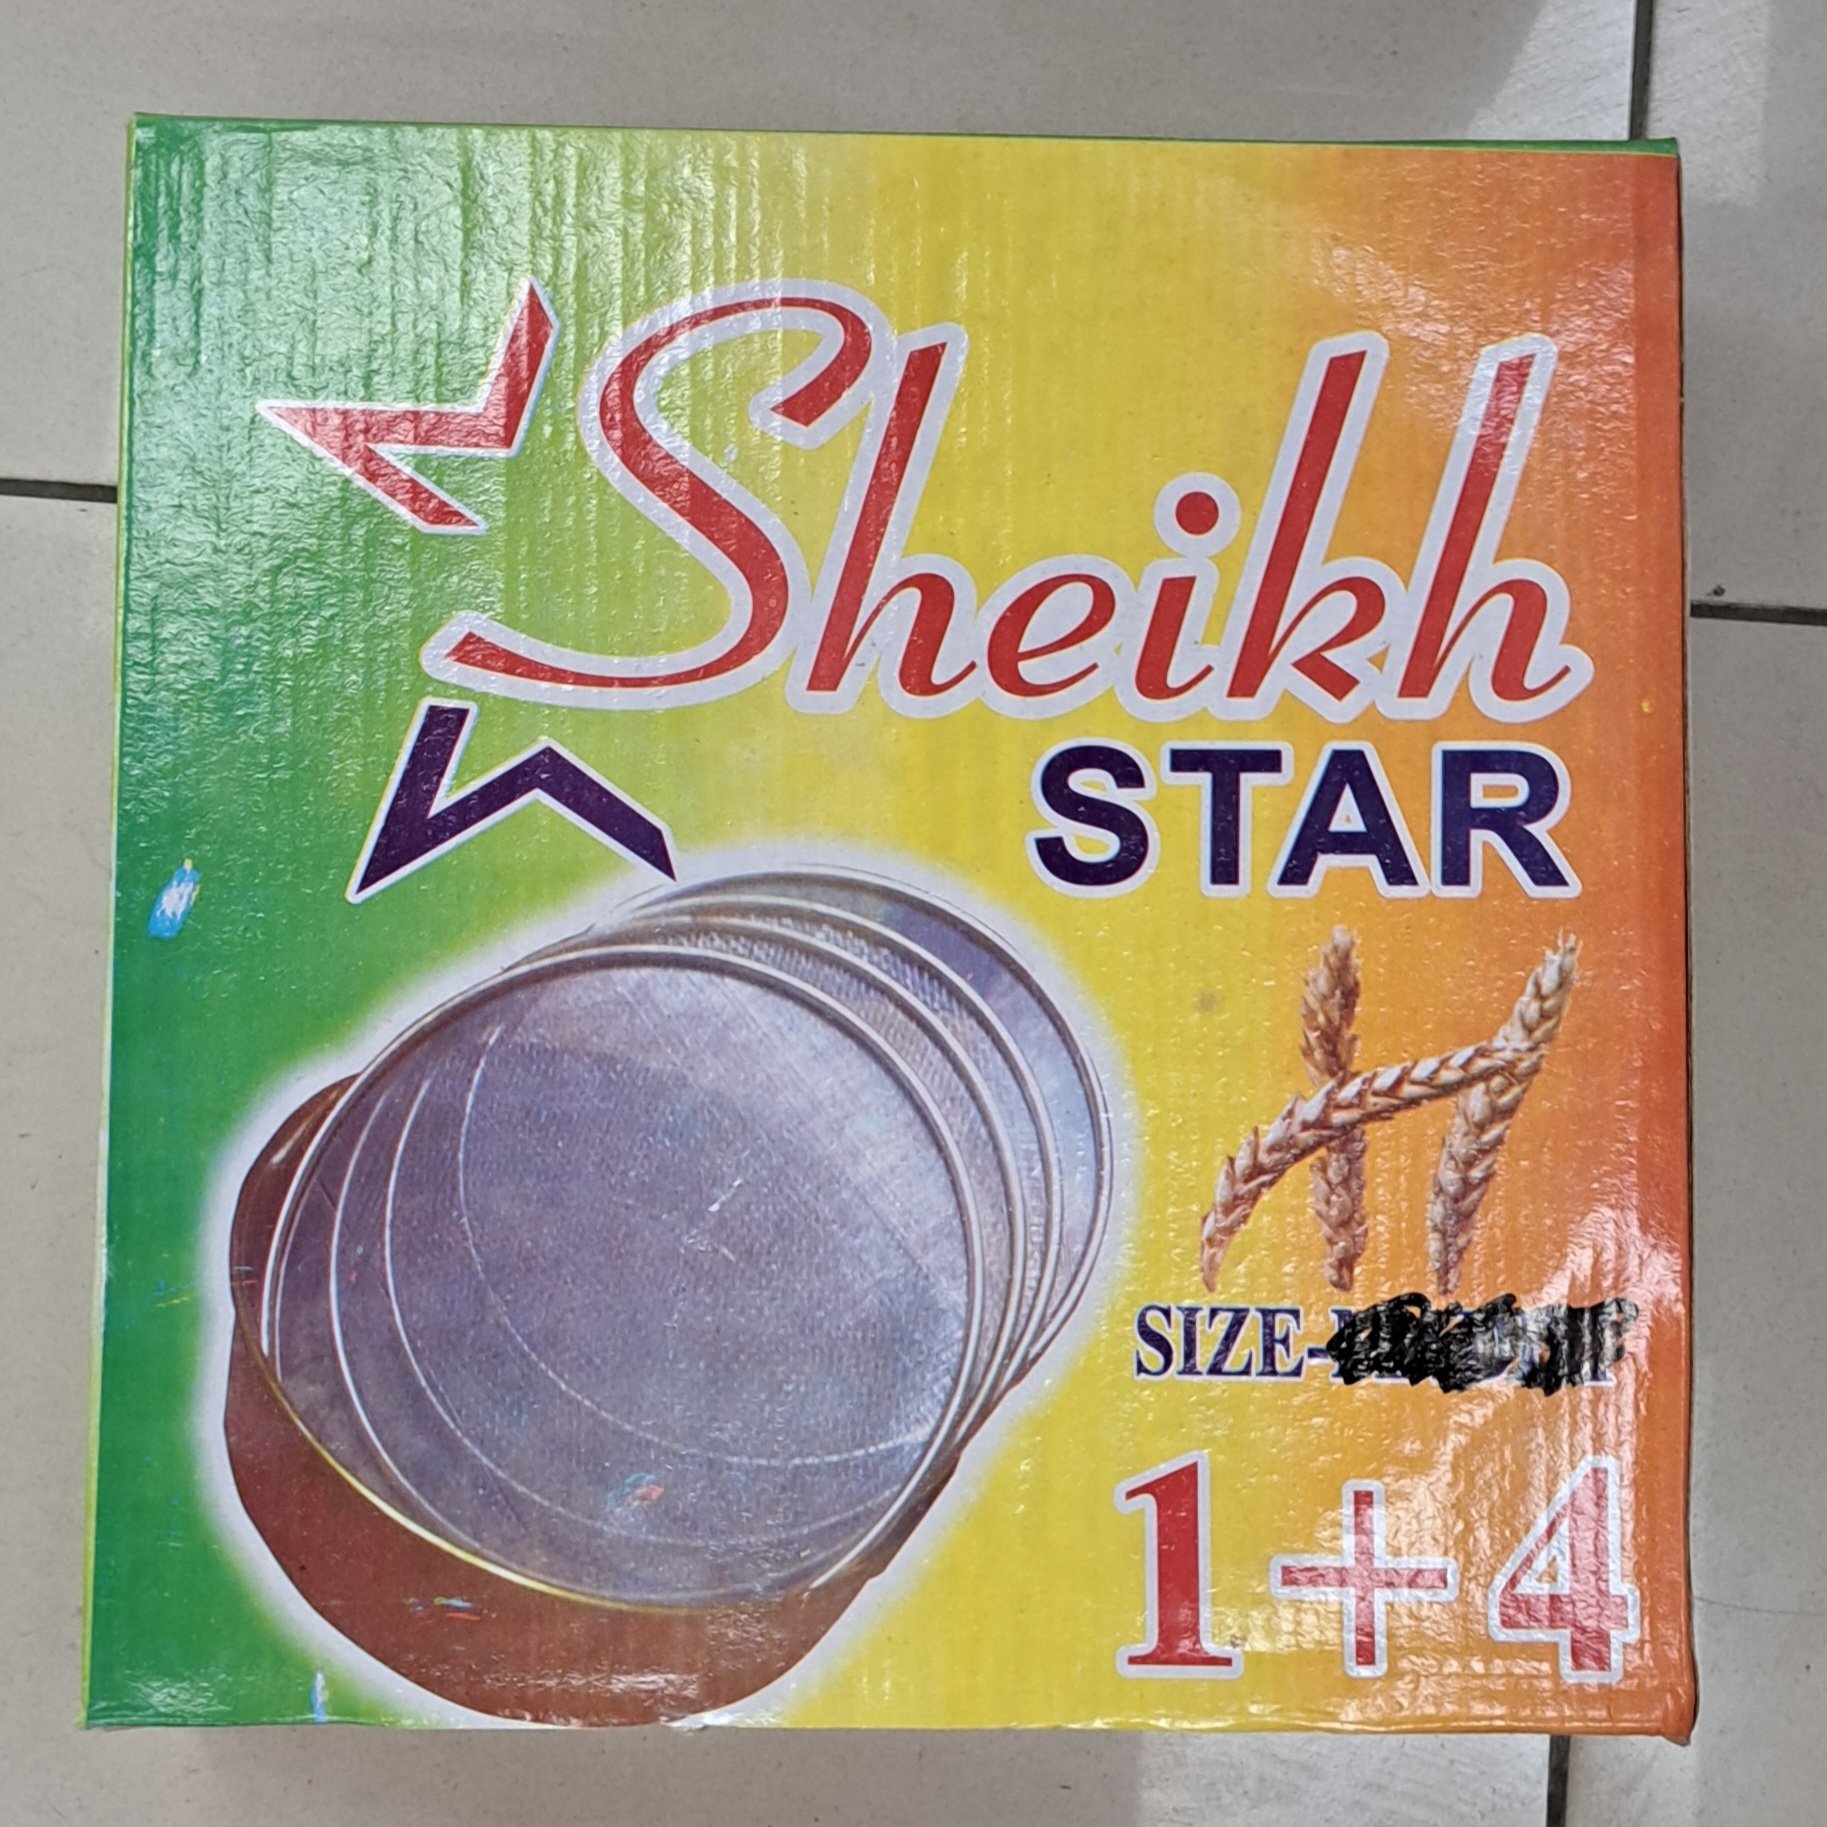 Sheikh
STAR
SIZE-
1+4